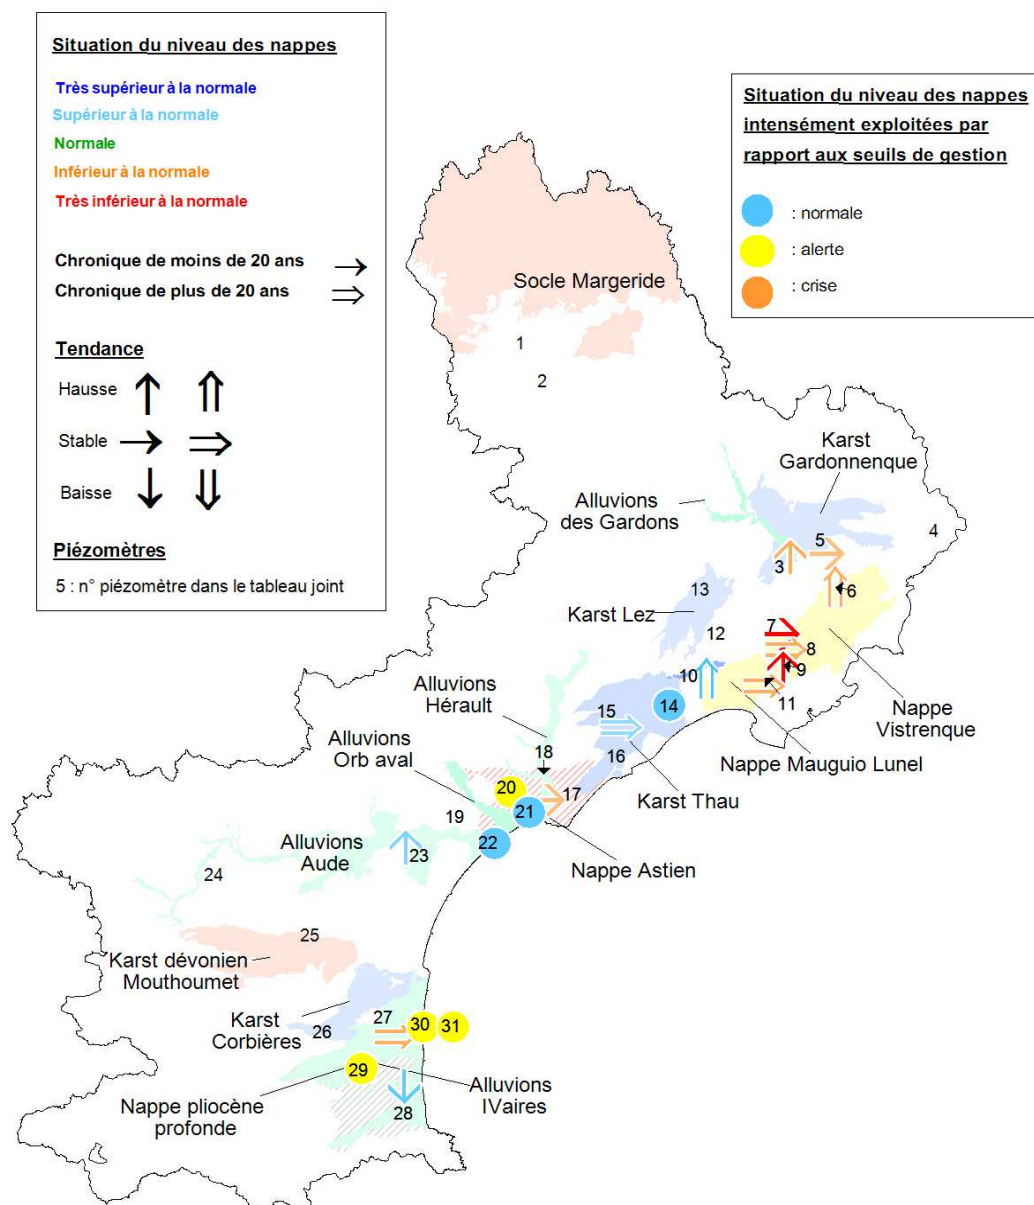 Situation du niveau des nappes
Très supérieur à la normale
Supérieur à la normale
Normale
Inférieur à la normale
Très inférieur à la normale
Chronique de moins de 20 ans
Chronique de plus de 20 ans
Tendance
Hausse
Stable
Baisse
Piézomètres
5 : n° piézomètre dans le tableau joint
Situation du niveau des nappes
intensément exploitées par
rapport aux seuils de gestion
: normale
: alerte
: crise
Socle Margeride
1
2
Karst
Gardonnenque
Alluvions
des Gardons
4
5
3
6
13
Karst Lez
12
7
8
9
10
11
Nappe
Vistrenque
Alluvions
Hérault
14
15
16
Nappe Mauguio Lunel
Alluvions
Orb aval
18
Karst Thau
17
20
21
19
22
Nappe Astien
Alluvions
Aude
23
24
25
Karst dévonien
Mouthoumet
Karst
Corbières
26
27
30
31
29
Nappe pliocène
profonde
28
Alluvions
IVaires